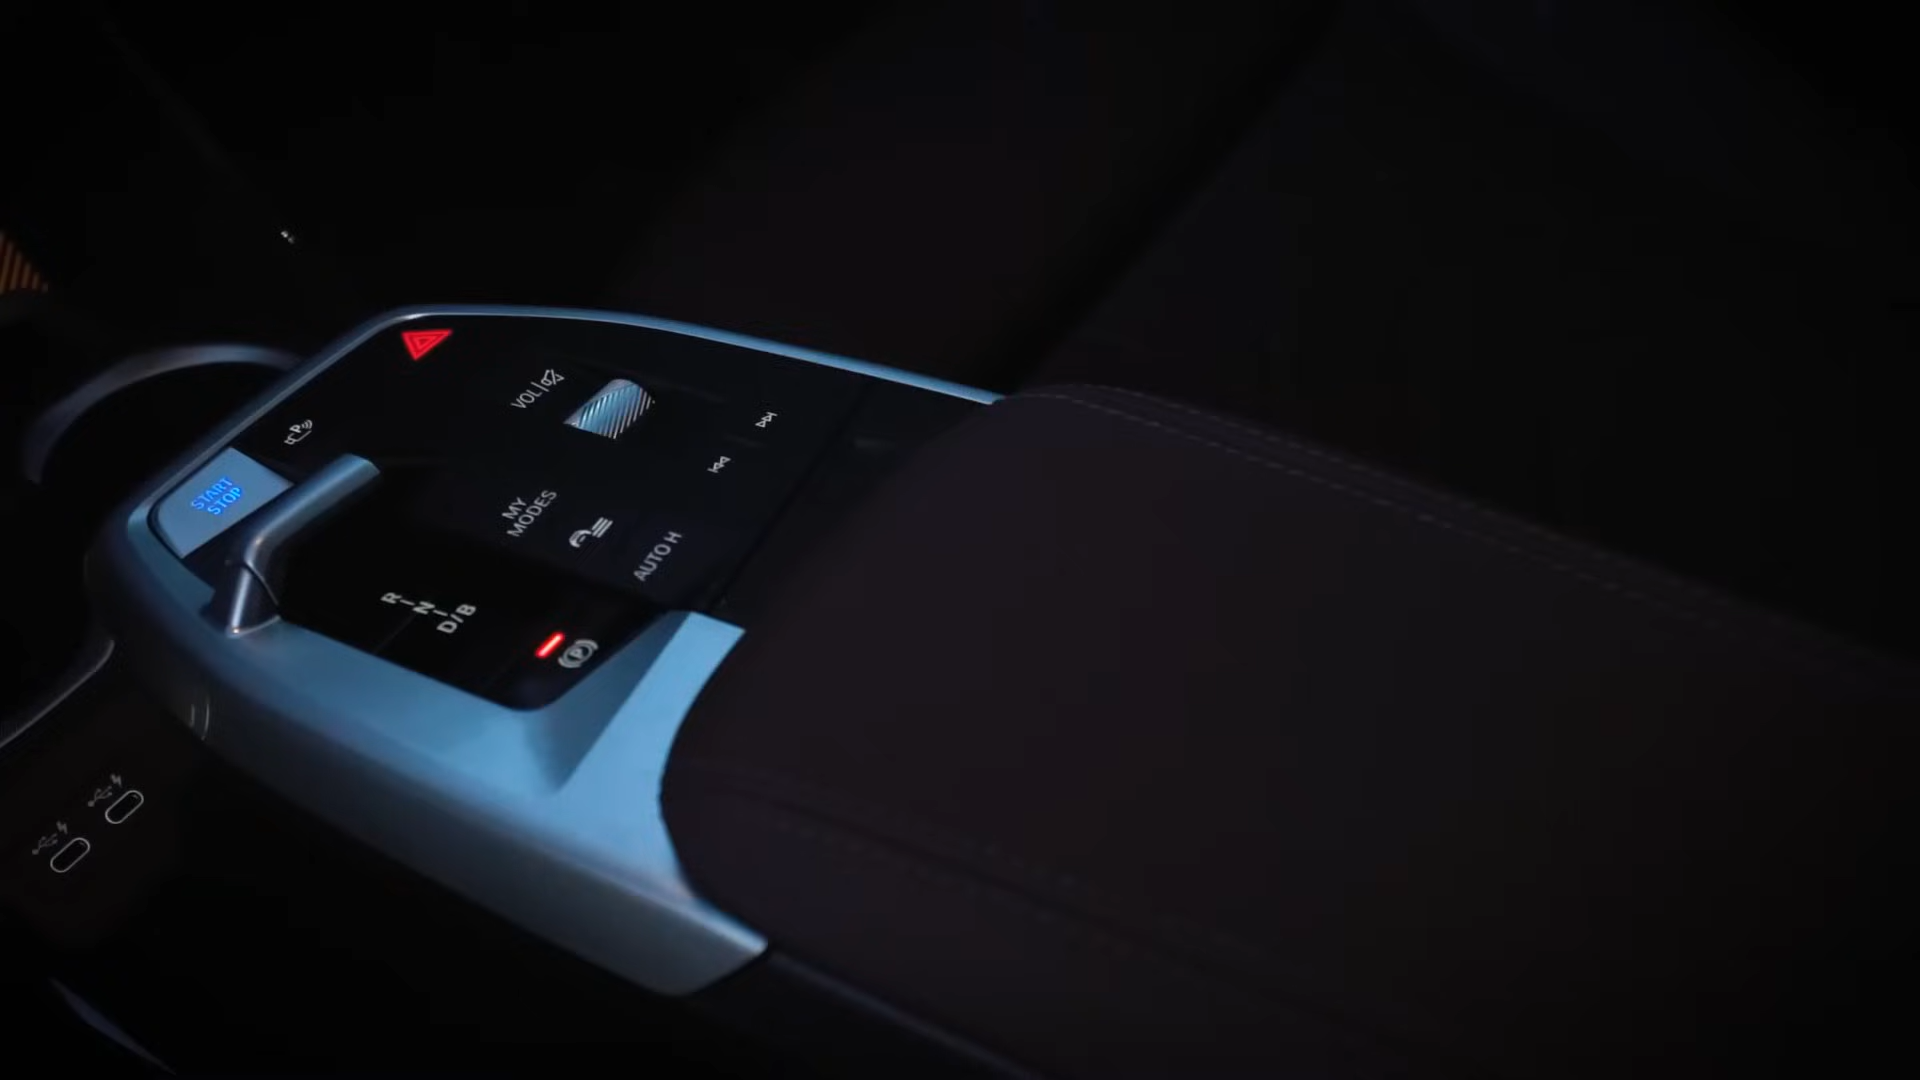 VOL/
P
START
STOP
MY
MODES
AUTO H
R
N
D/B
P